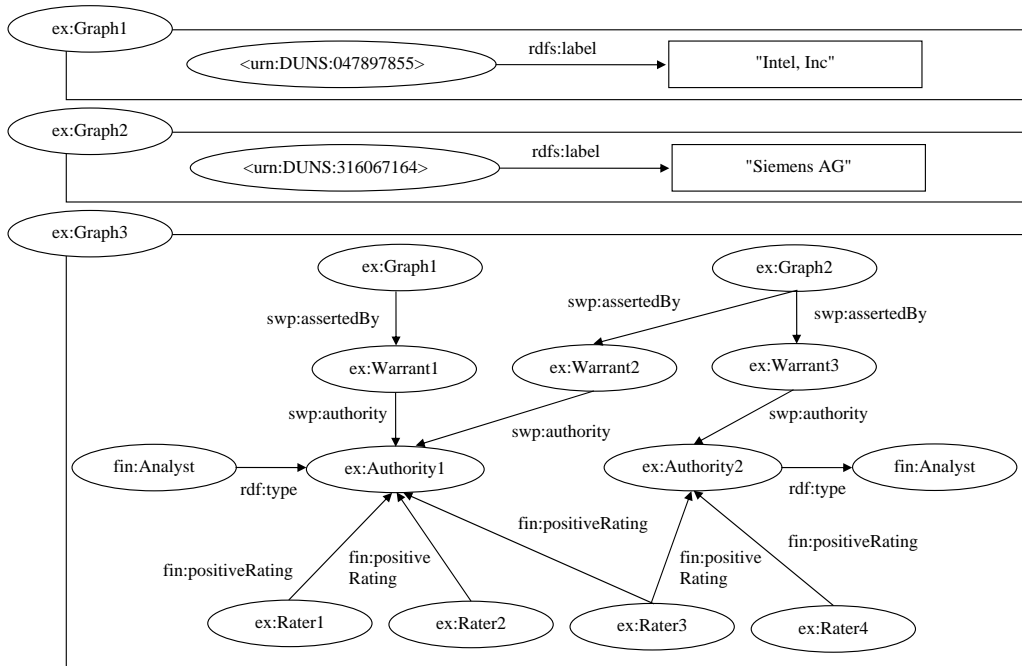 ex:Graph1
rdfs:label
<urn:DUNS:047897855>
"Intel, Inc"
ex:Graph2
rdfs:label
<urn:DUNS:316067164>
"Siemens AG"
ex:Graph3
ex:Graph1
ex:Graph2
swp:assertedBy
swp:assertedBy
swp:assertedBy
ex:Warrant1
ex:Warrant2
ex:Warrant3
swp:authority
swp:authority
swp:authority
fin:Analyst
rdf:type
ex:Authority1
ex:Authority2
rdf:type
fin:Analyst
fin:positiveRating
fin:positive
Rating
fin:positiveRating
fin:positive
Rating
fin:positiveRating
ex:Rater1
ex:Rater2
ex:Rater3
ex:Rater4